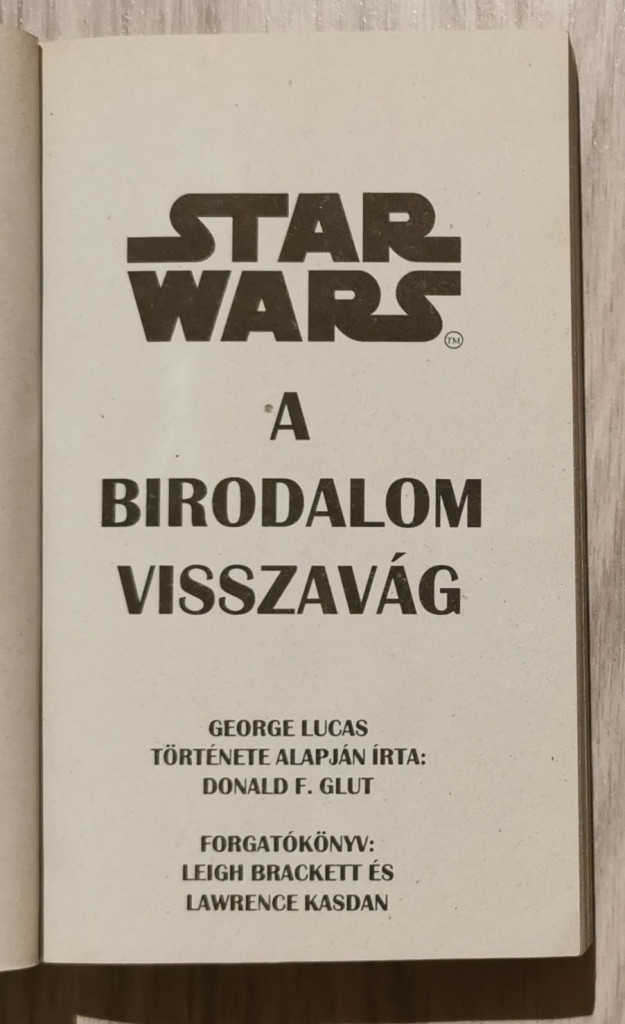 STAR
WARS
TM
A
BIRODALOM
VISSZAVÁG
GEORGE LUCAS
TÖRTÉNETE ALAPJÁN ÍRTA:
DONALD F. GLUT
FORGATÓKÖNYV:
LEIGH BRACKETT ÉS
LAWRENCE KASDAN